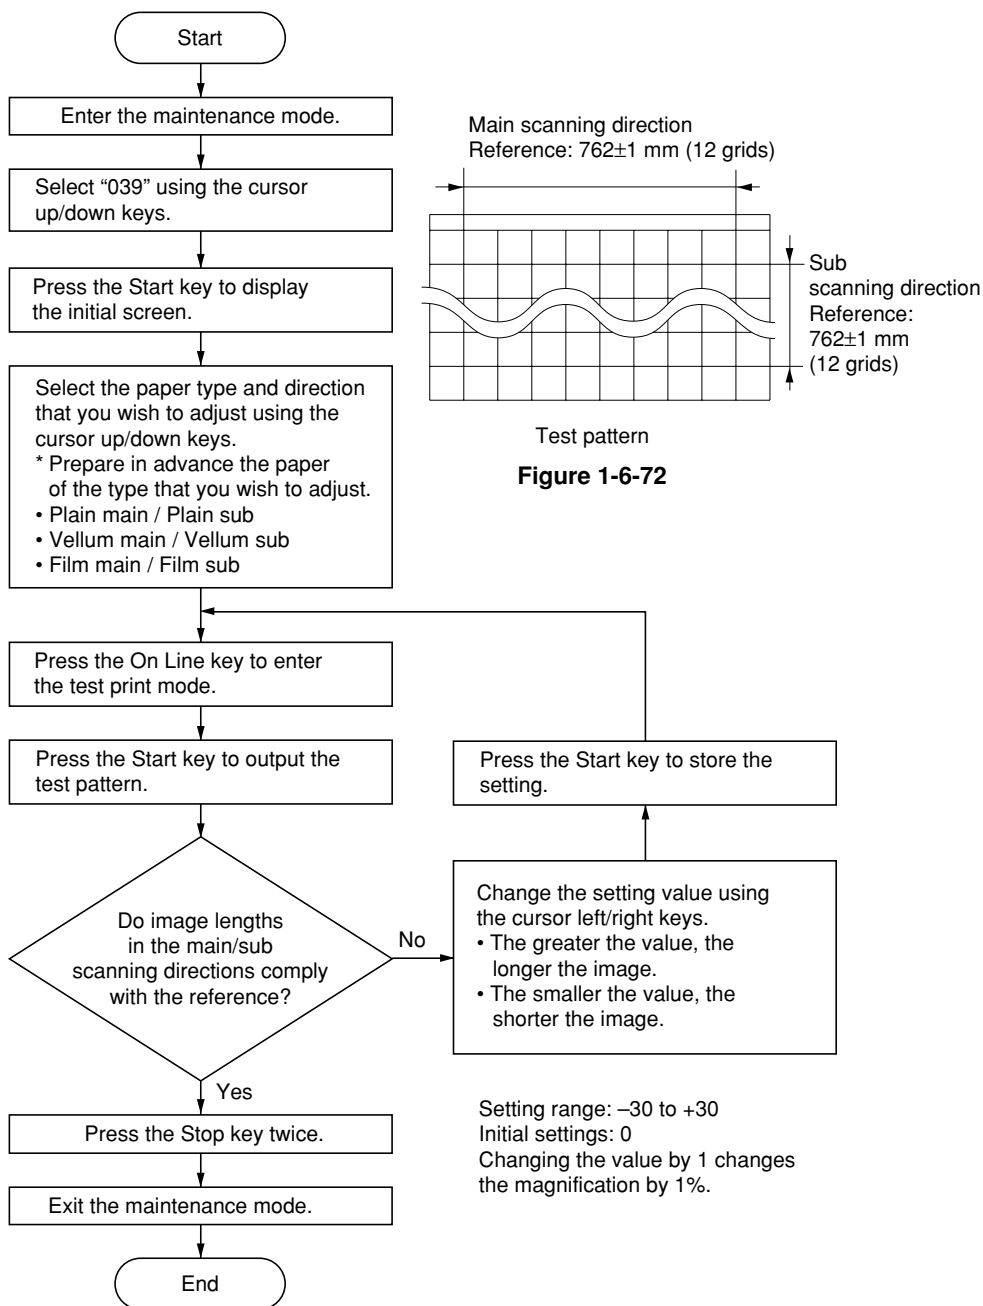 Start
Enter the maintenance mode.
Select “039” using the cursor
up/down keys.
Press the Start key to display
the initial screen.
Select the paper type and direction
that you wish to adjust using the
cursor up/down keys.
* Prepare in advance the paper
of the type that you wish to adjust.
• Plain main / Plain sub
• Vellum main / Vellum sub
• Film main / Film sub
Press the On Line key to enter
the test print mode.
Press the Start key to output the
test pattern.
Do image lengths
in the main/sub
scanning directions comply
with the reference?
No
Yes
Press the Stop key twice.
Exit the maintenance mode.
End
Main scanning direction
Reference: 762±1 mm (12 grids)
Sub
scanning direction
Reference:
762±1 mm
(12 grids)
Test pattern
Figure 1-6-72
Press the Start key to store the
setting.
Change the setting value using
the cursor left/right keys.
• The greater the value, the
longer the image.
• The smaller the value, the
shorter the image.
Setting range: –30 to +30
Initial settings: 0
Changing the value by 1 changes
the magnification by 1%.